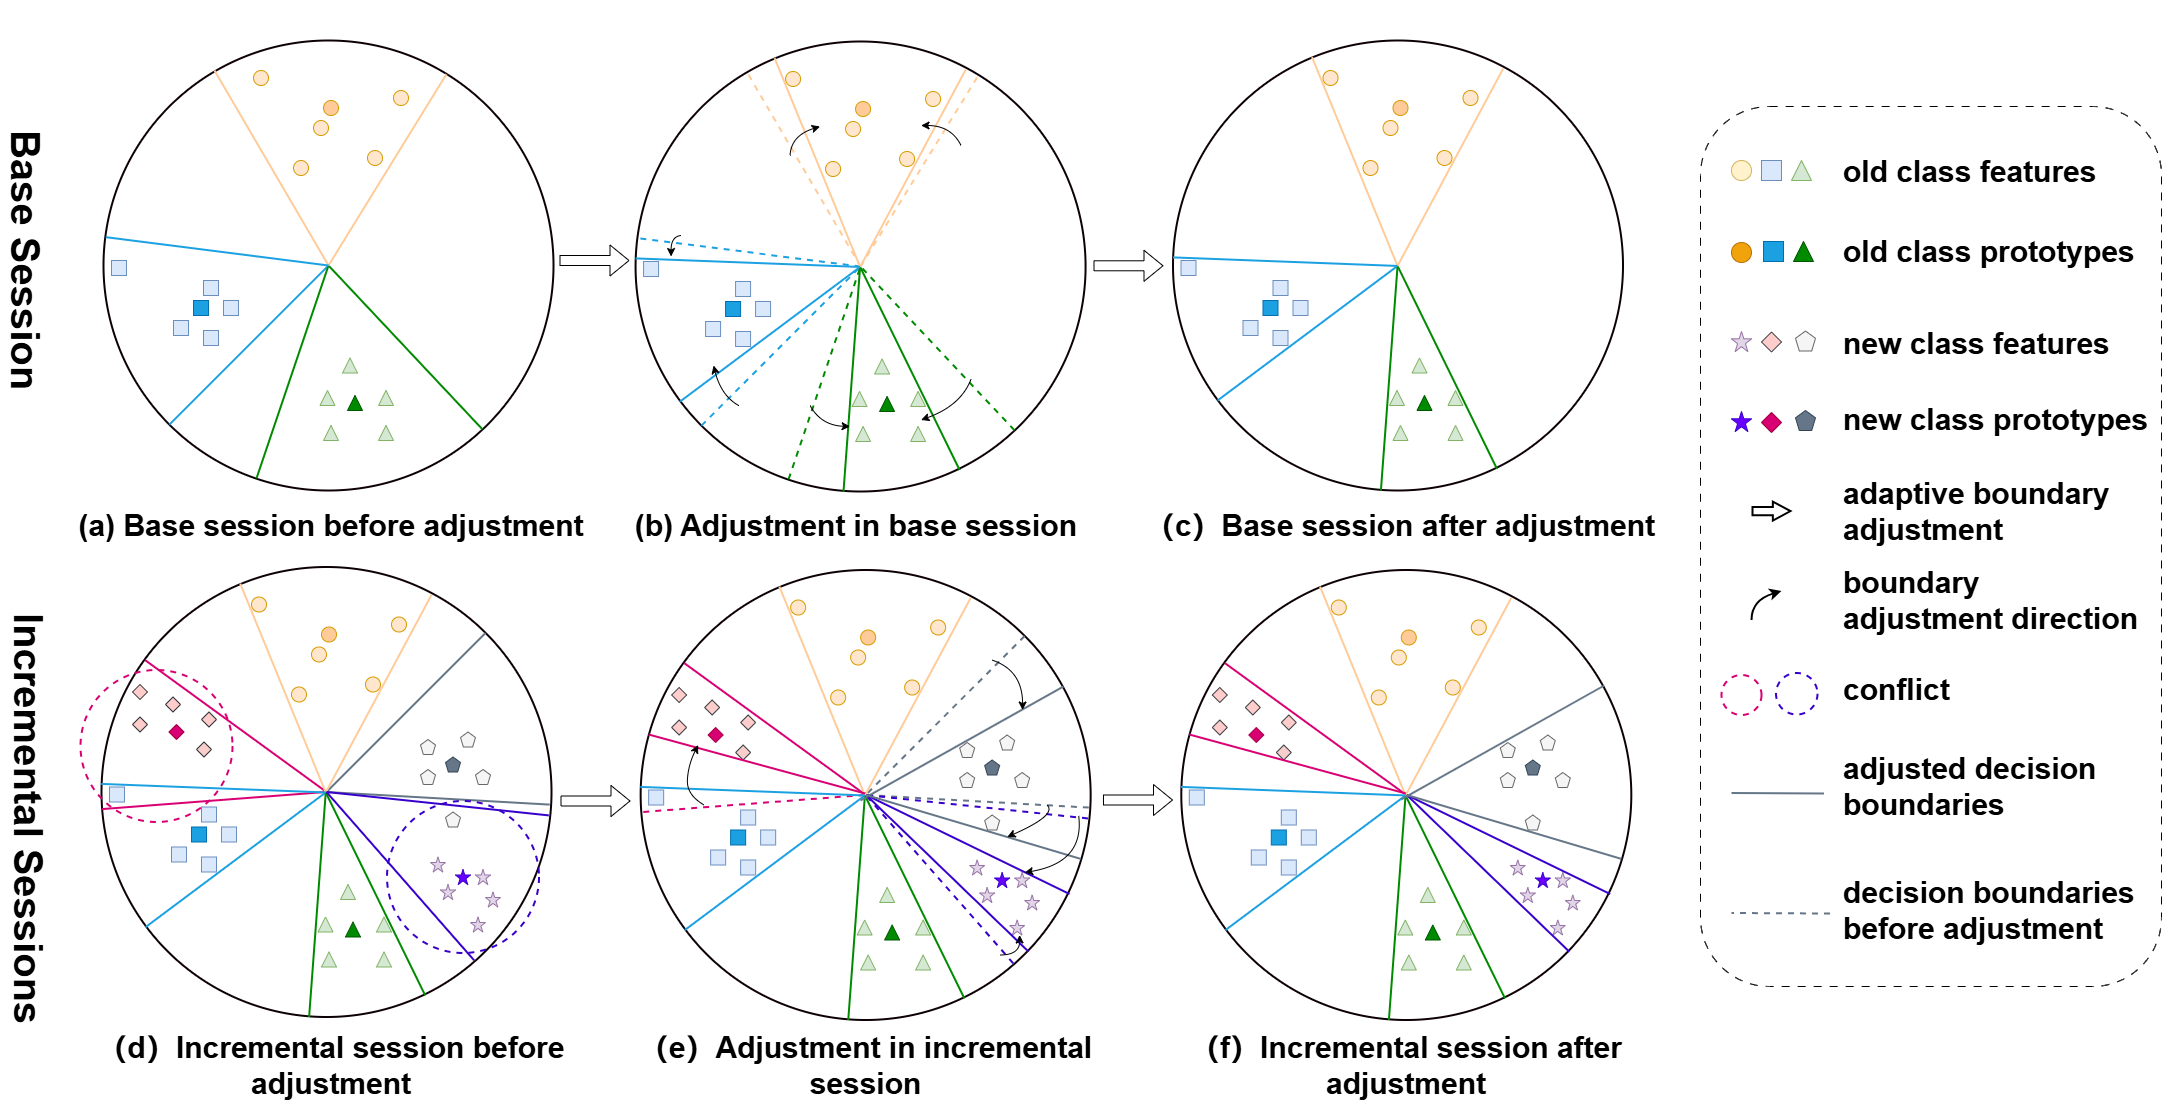 Base Session
(a) Base session before adjustment
(b) Adjustment in base session
(c) Base session after adjustment
Incremental Sessions
(d) Incremental session before
adjustment
(e) Adjustment in incremental
session
(f) Incremental session after
adjustment
old class features
old class prototypes
new class features
new class prototypes
adaptive boundary
adjustment
boundary
adjustment direction
conflict
adjusted decision
boundaries
decision boundaries
before adjustment